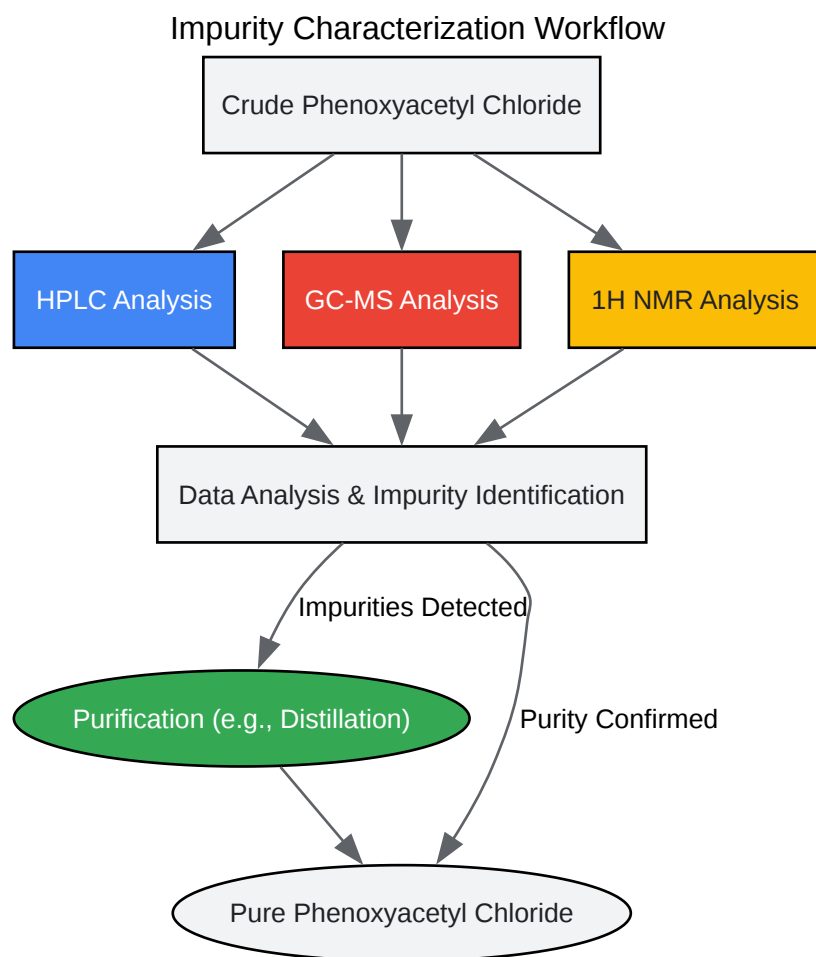 Impurity Characterization Workflow
Crude Phenoxyacetyl Chloride
HPLC Analysis
GC-MS Analysis
1H NMR Analysis
Data Analysis & Impurity Identification
Impurities Detected
Purification (e.g., Distillation)
Purity Confirmed
Pure Phenoxyacetyl Chloride